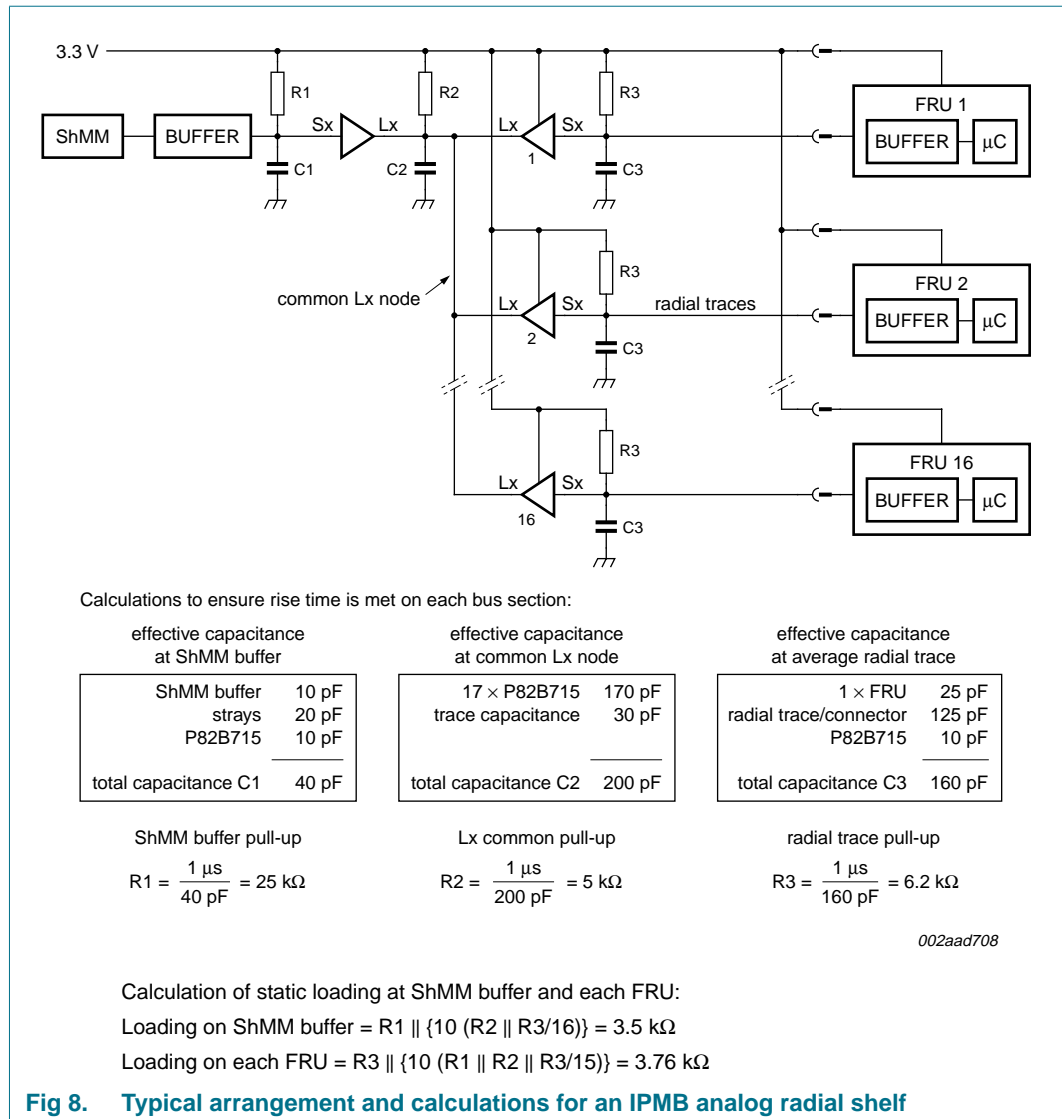 3.3 V
R1
R2
R3
ShMM
BUFFER
Sx
Lx
Lx
Sx
1
C1
C2
C3
FRU 1
BUFFER
μC
common Lx node
R3
Lx
Sx
2
radial traces
C3
FRU 2
BUFFER
μC
R3
Lx
Sx
16
C3
FRU 16
BUFFER
μC
Calculations to ensure rise time is met on each bus section:
effective capacitance
at ShMM buffer
ShMM buffer 10 pF
strays 20 pF
P82B715 10 pF
total capacitance C1 40 pF
ShMM buffer pull-up
R1 = 1 μs / 40 pF = 25 kΩ
effective capacitance
at common Lx node
17 × P82B715 170 pF
trace capacitance 30 pF
total capacitance C2 200 pF
Lx common pull-up
R2 = 1 μs / 200 pF = 5 kΩ
effective capacitance
at average radial trace
1 × FRU 25 pF
radial trace/connector 125 pF
P82B715 10 pF
total capacitance C3 160 pF
radial trace pull-up
R3 = 1 μs / 160 pF = 6.2 kΩ
002aad708
Calculation of static loading at ShMM buffer and each FRU:
Loading on ShMM buffer = R1 || {10 (R2 || R3/16)} = 3.5 kΩ
Loading on each FRU = R3 || {10 (R1 || R2 || R3/15)} = 3.76 kΩ
Fig 8. Typical arrangement and calculations for an IPMB analog radial shelf